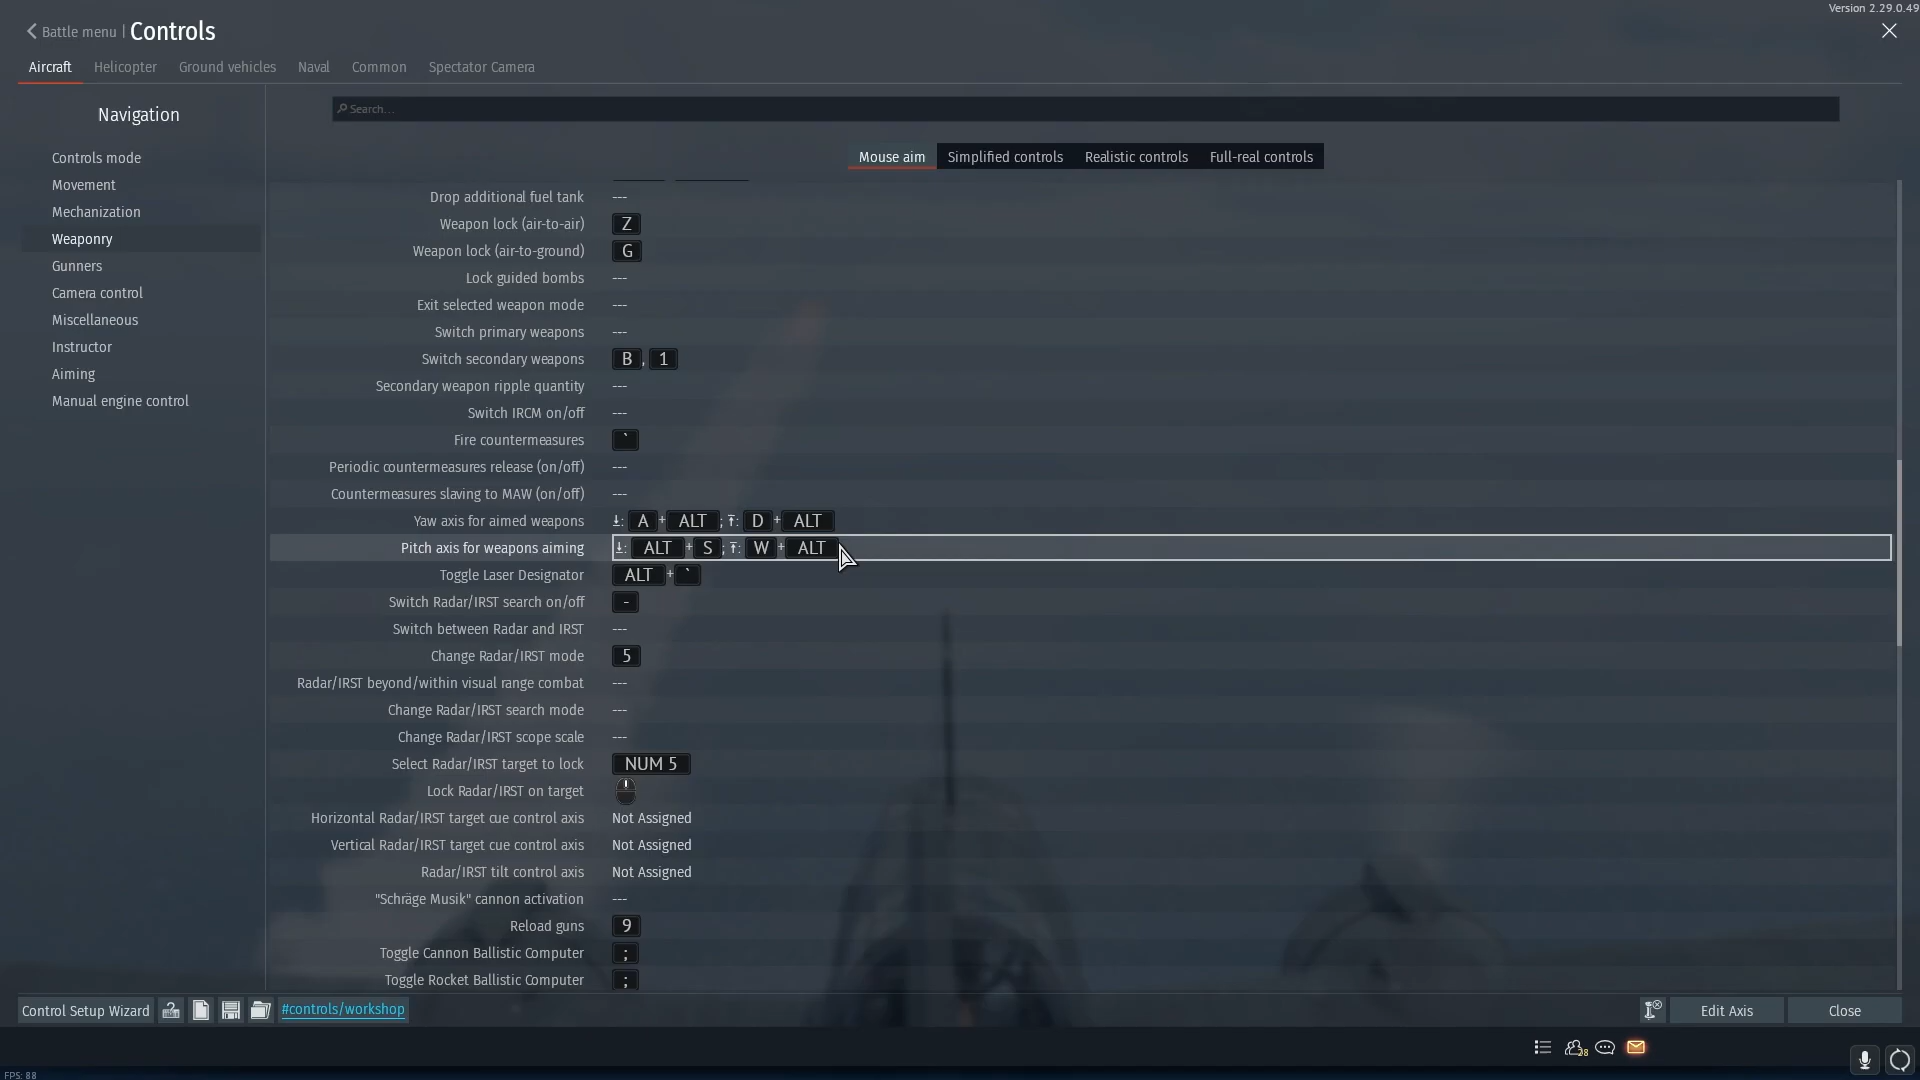 Version 2.29.0.49
Battle menu | Controls
Aircraft Helicopter Ground vehicles Naval Common Spectator Camera
Navigation
Controls mode
Movement
Mechanization
Weaponry
Gunners
Camera control
Miscellaneous
Instructor
Aiming
Manual engine control
Search...
Mouse aim Simplified controls Realistic controls Full-real controls
Drop additional fuel tank ---
Weapon lock (air-to-air) Z
Weapon lock (air-to-ground) G
Lock guided bombs ---
Exit selected weapon mode ---
Switch primary weapons ---
Switch secondary weapons B, 1
Secondary weapon ripple quantity ---
Switch IRCM on/off ---
Fire countermeasures `
Periodic countermeasures release (on/off) ---
Countermeasures slaving to MAW (on/off) ---
Yaw axis for aimed weapons : A + ALT ; : D + ALT
Pitch axis for weapons aiming : ALT + S ; : W + ALT
Toggle Laser Designator ALT + `
Switch Radar/IRST search on/off -
Switch between Radar and IRST ---
Change Radar/IRST mode 5
Radar/IRST beyond/within visual range combat ---
Change Radar/IRST search mode ---
Change Radar/IRST scope scale ---
Select Radar/IRST target to lock NUM 5
Lock Radar/IRST on target
Horizontal Radar/IRST target cue control axis Not Assigned
Vertical Radar/IRST target cue control axis Not Assigned
Radar/IRST tilt control axis Not Assigned
"Schräge Musik" cannon activation ---
Reload guns 9
Toggle Cannon Ballistic Computer ;
Toggle Rocket Ballistic Computer ;
Control Setup Wizard #controls/workshop Edit Axis Close
28
FPS: 88